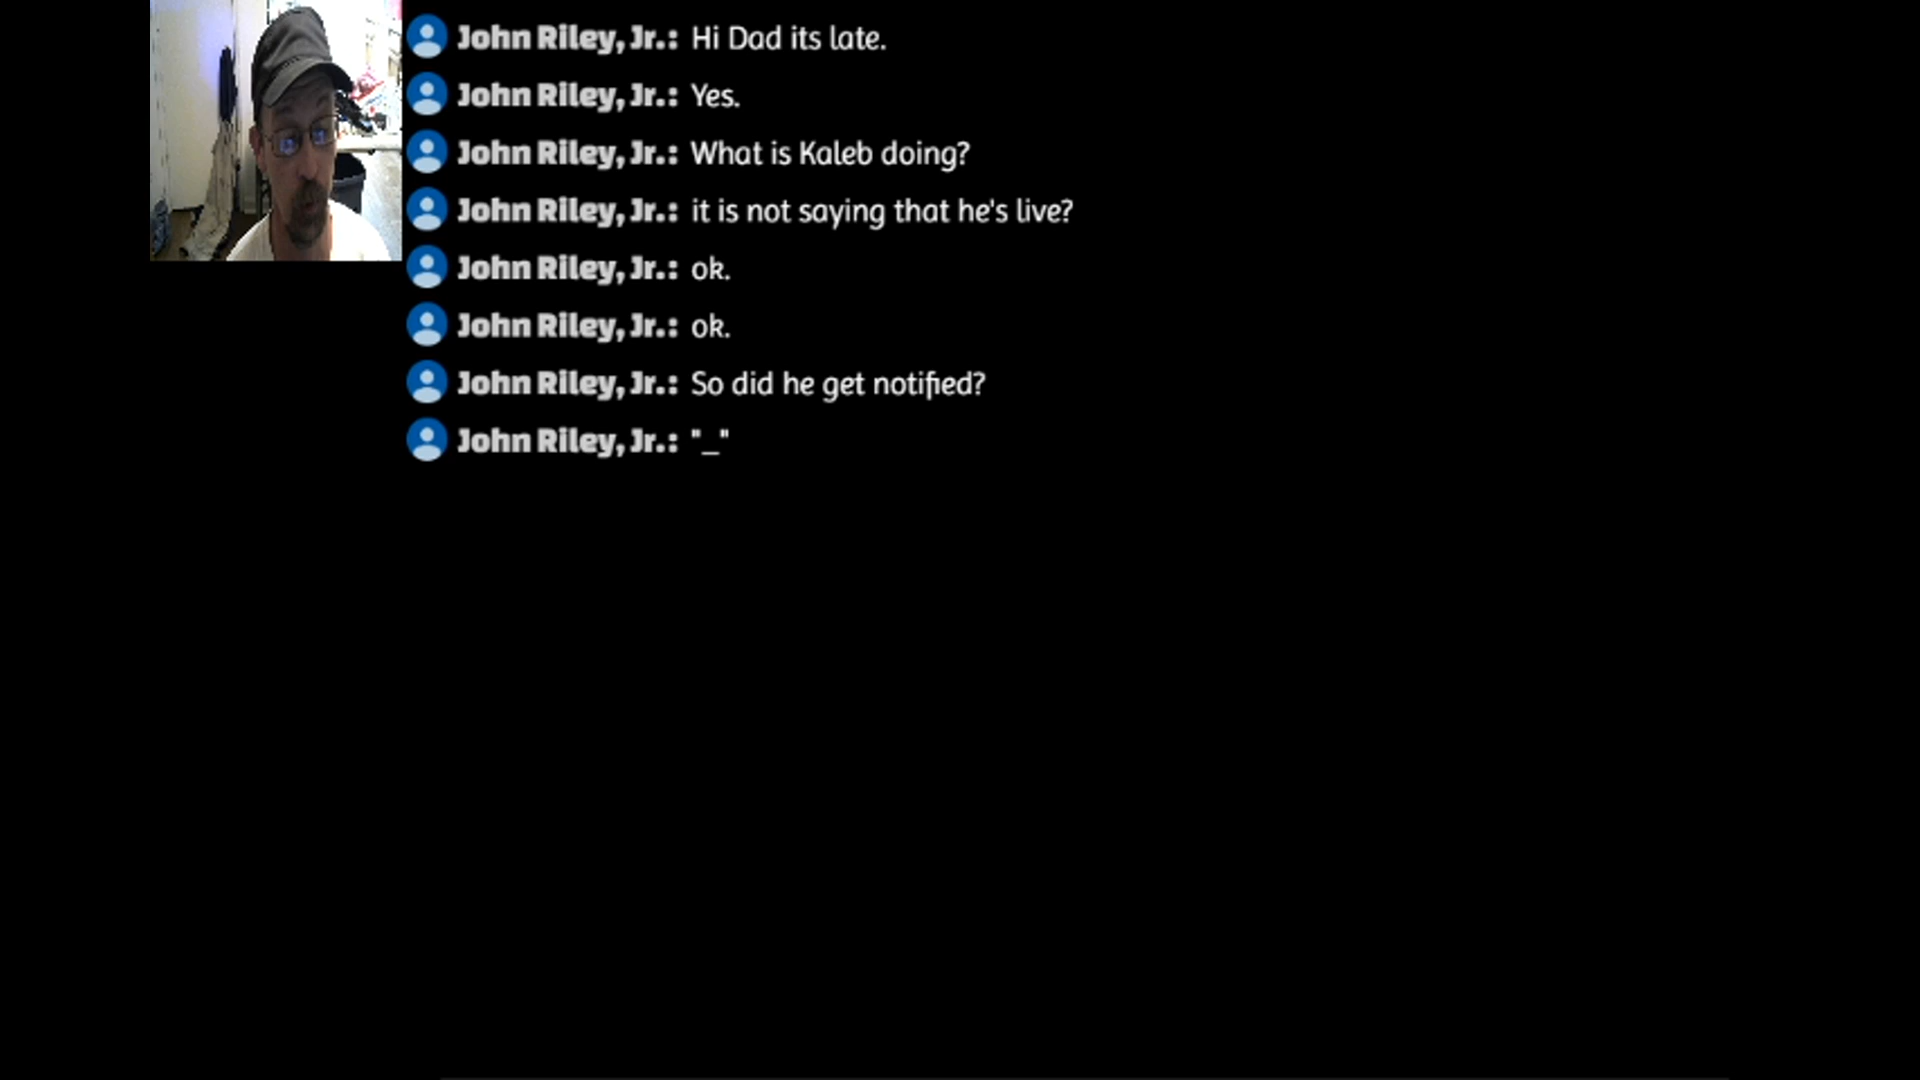 John Riley, Jr.: Hi Dad its late.
John Riley, Jr.: Yes.
John Riley, Jr.: What is Kaleb doing?
John Riley, Jr.: it is not saying that he's live?
John Riley, Jr.: ok.
John Riley, Jr.: ok.
John Riley, Jr.: So did he get notified?
John Riley, Jr.: "_"